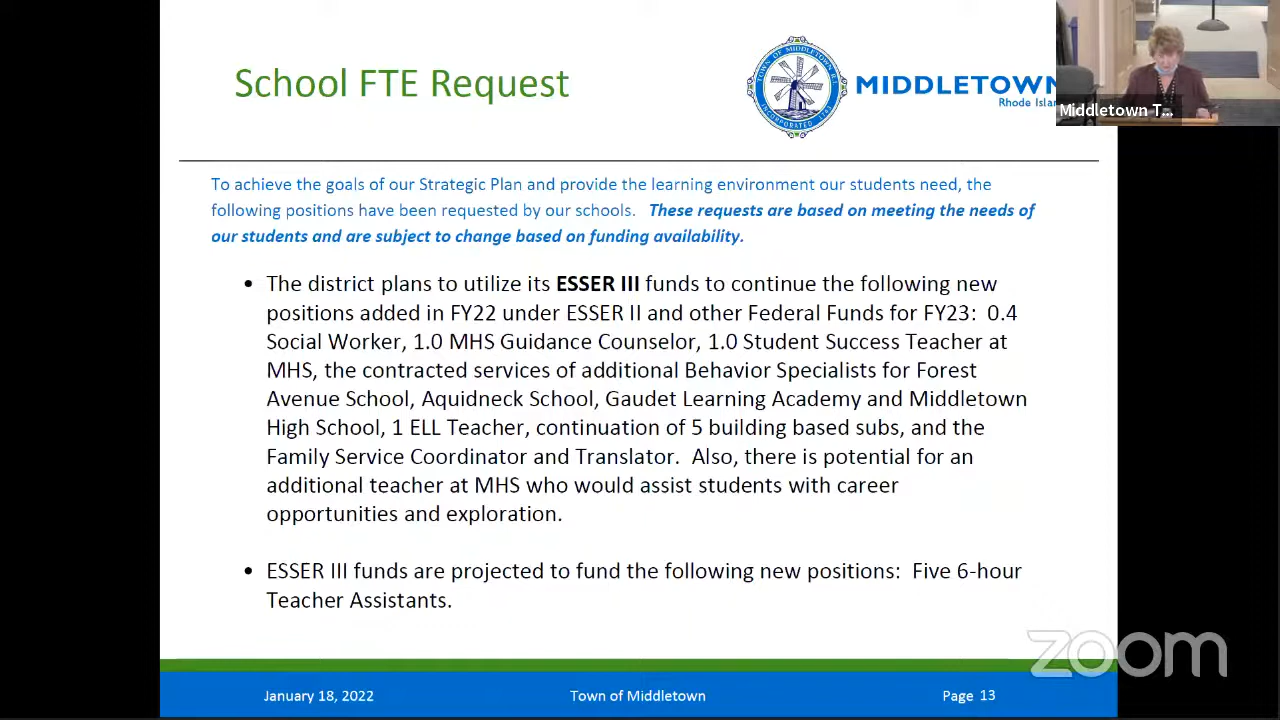 School FTE Request
TOWN OF MIDDLETOWN R.I.
INCORPORATED 1743
MIDDLETOWN
Rhode Islan
Middletown T...
To achieve the goals of our Strategic Plan and provide the learning environment our students need, the
following positions have been requested by our schools. These requests are based on meeting the needs of
our students and are subject to change based on funding availability.
• The district plans to utilize its ESSER III funds to continue the following new
positions added in FY22 under ESSER II and other Federal Funds for FY23: 0.4
Social Worker, 1.0 MHS Guidance Counselor, 1.0 Student Success Teacher at
MHS, the contracted services of additional Behavior Specialists for Forest
Avenue School, Aquidneck School, Gaudet Learning Academy and Middletown
High School, 1 ELL Teacher, continuation of 5 building based subs, and the
Family Service Coordinator and Translator. Also, there is potential for an
additional teacher at MHS who would assist students with career
opportunities and exploration.
• ESSER III funds are projected to fund the following new positions: Five 6-hour
Teacher Assistants.
zoom
January 18, 2022
Town of Middletown
Page 13